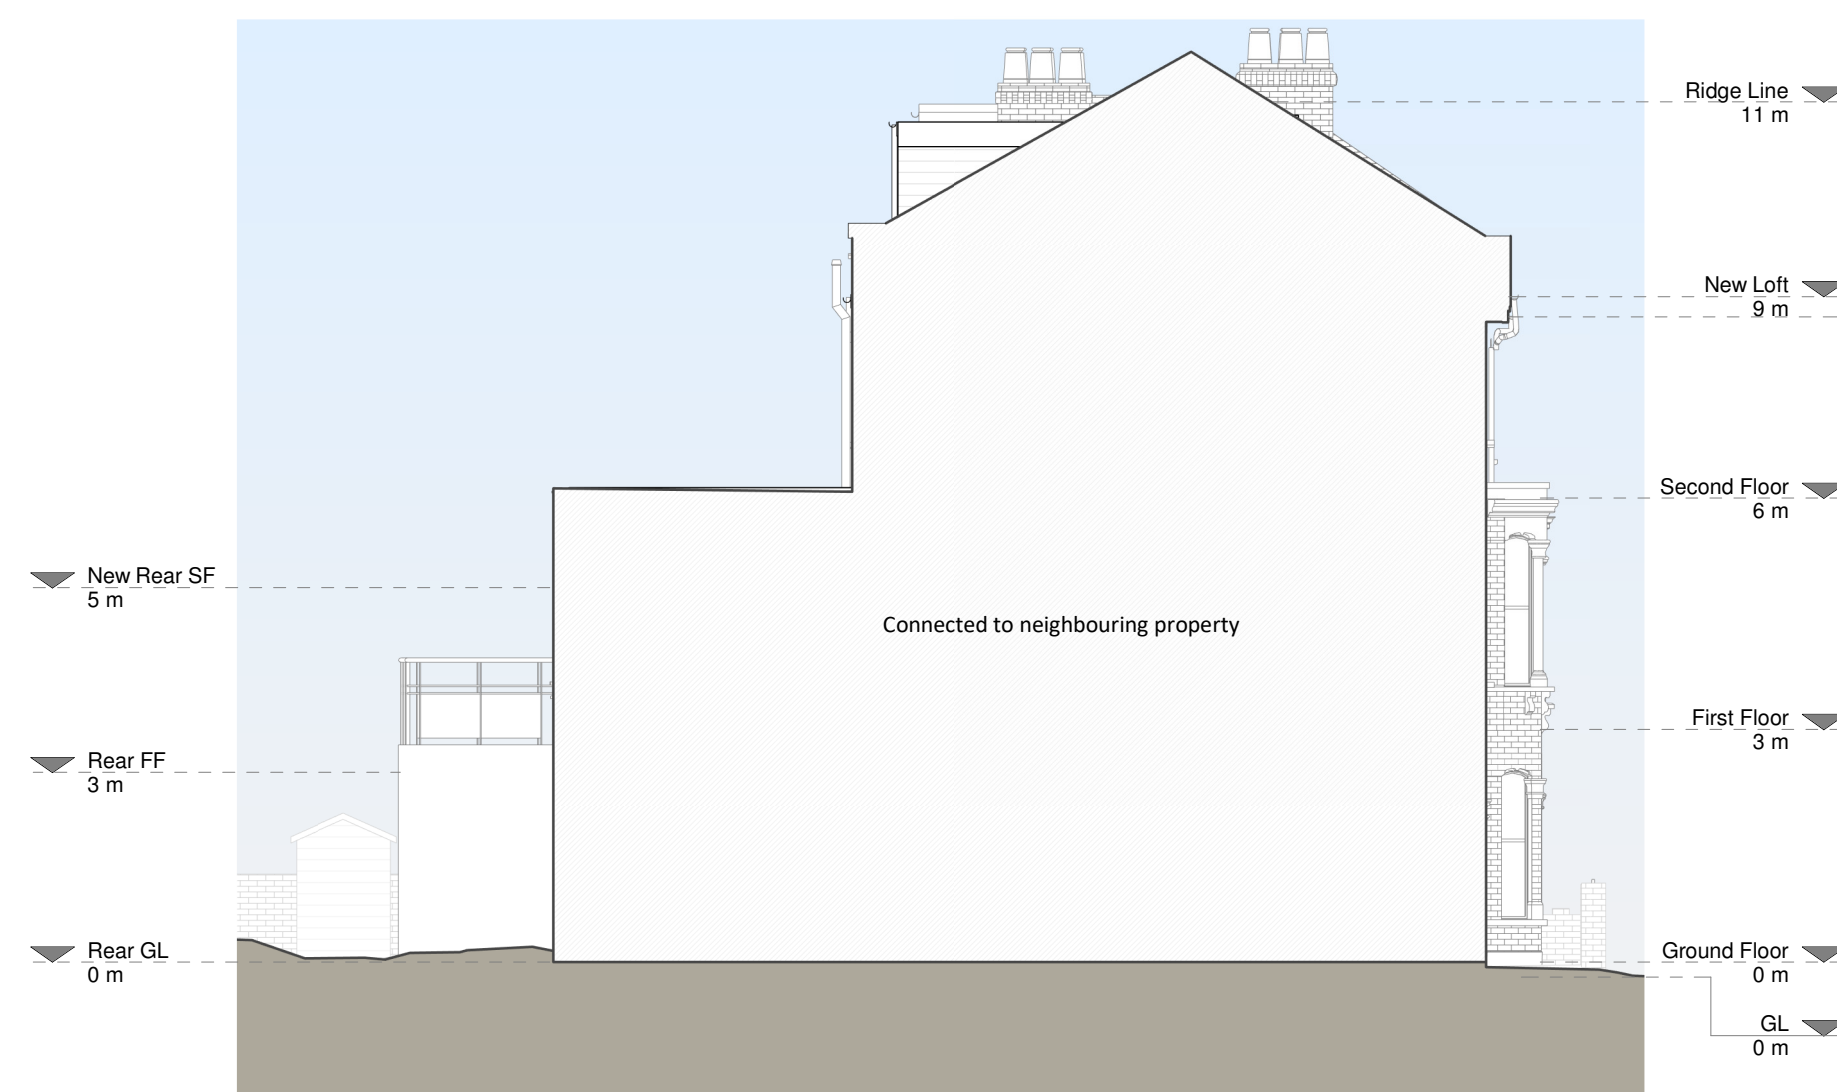 Ridge Line
11 m
New Loft
9 m
Second Floor
6 m
New Rear SF
5 m
Connected to neighbouring property
First Floor
3 m
Rear FF
3 m
Rear GL
0 m
Ground Floor
0 m
GL
0 m